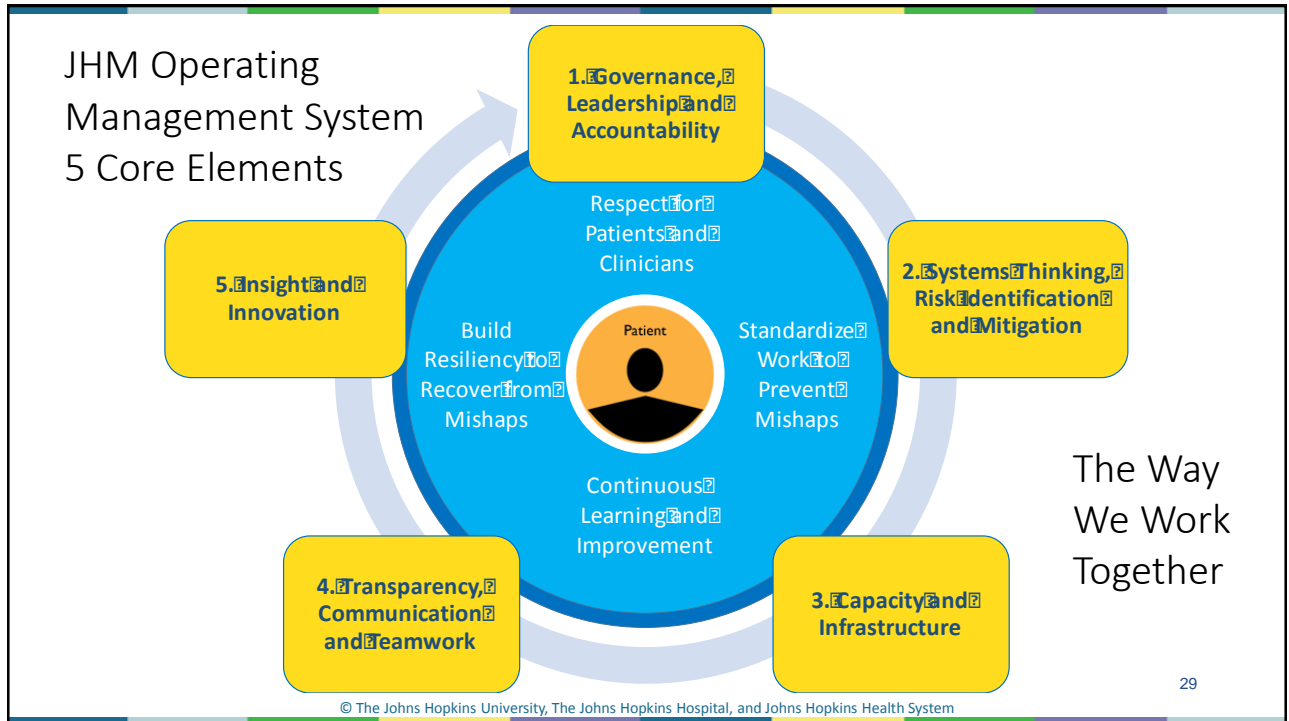 JHM Operating
Management System
5 Core Elements
1.⍰Governance,⍰
Leadership⍰and⍰
Accountability
2.⍰Systems⍰Thinking,⍰
Risk⍰Identification⍰
and⍰Mitigation
3.⍰Capacity⍰and⍰
Infrastructure
4.⍰Transparency,⍰
Communication⍰
and⍰Teamwork
5.⍰Insight⍰and⍰
Innovation
Respect⍰for⍰
Patients⍰and⍰
Clinicians
Standardize⍰
Work⍰to⍰
Prevent⍰
Mishaps
Continuous⍰
Learning⍰and⍰
Improvement
Build
Resiliency⍰to⍰
Recover⍰from⍰
Mishaps
Patient
The Way
We Work
Together
29
© The Johns Hopkins University, The Johns Hopkins Hospital, and Johns Hopkins Health System